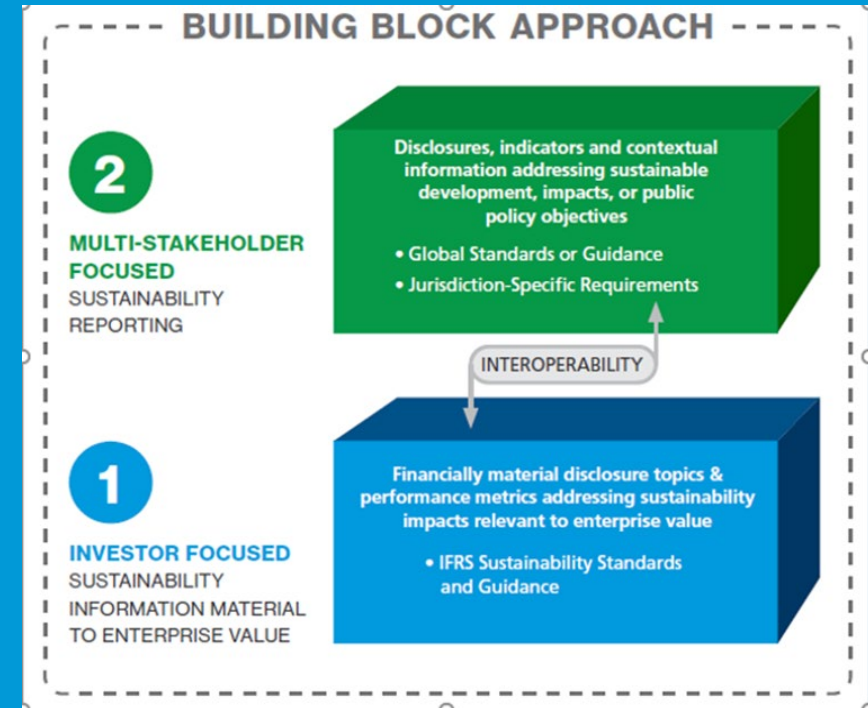 BUILDING BLOCK APPROACH
2
MULTI-STAKEHOLDER
FOCUSED
SUSTAINABILITY
REPORTING
Disclosures, indicators and contextual
information addressing sustainable
development, impacts, or public
policy objectives
• Global Standards or Guidance
• Jurisdiction-Specific Requirements
INTEROPERABILITY
1
INVESTOR FOCUSED
SUSTAINABILITY
INFORMATION MATERIAL
TO ENTERPRISE VALUE
Financially material disclosure topics &
performance metrics addressing sustainability
impacts relevant to enterprise value
• IFRS Sustainability Standards
and Guidance